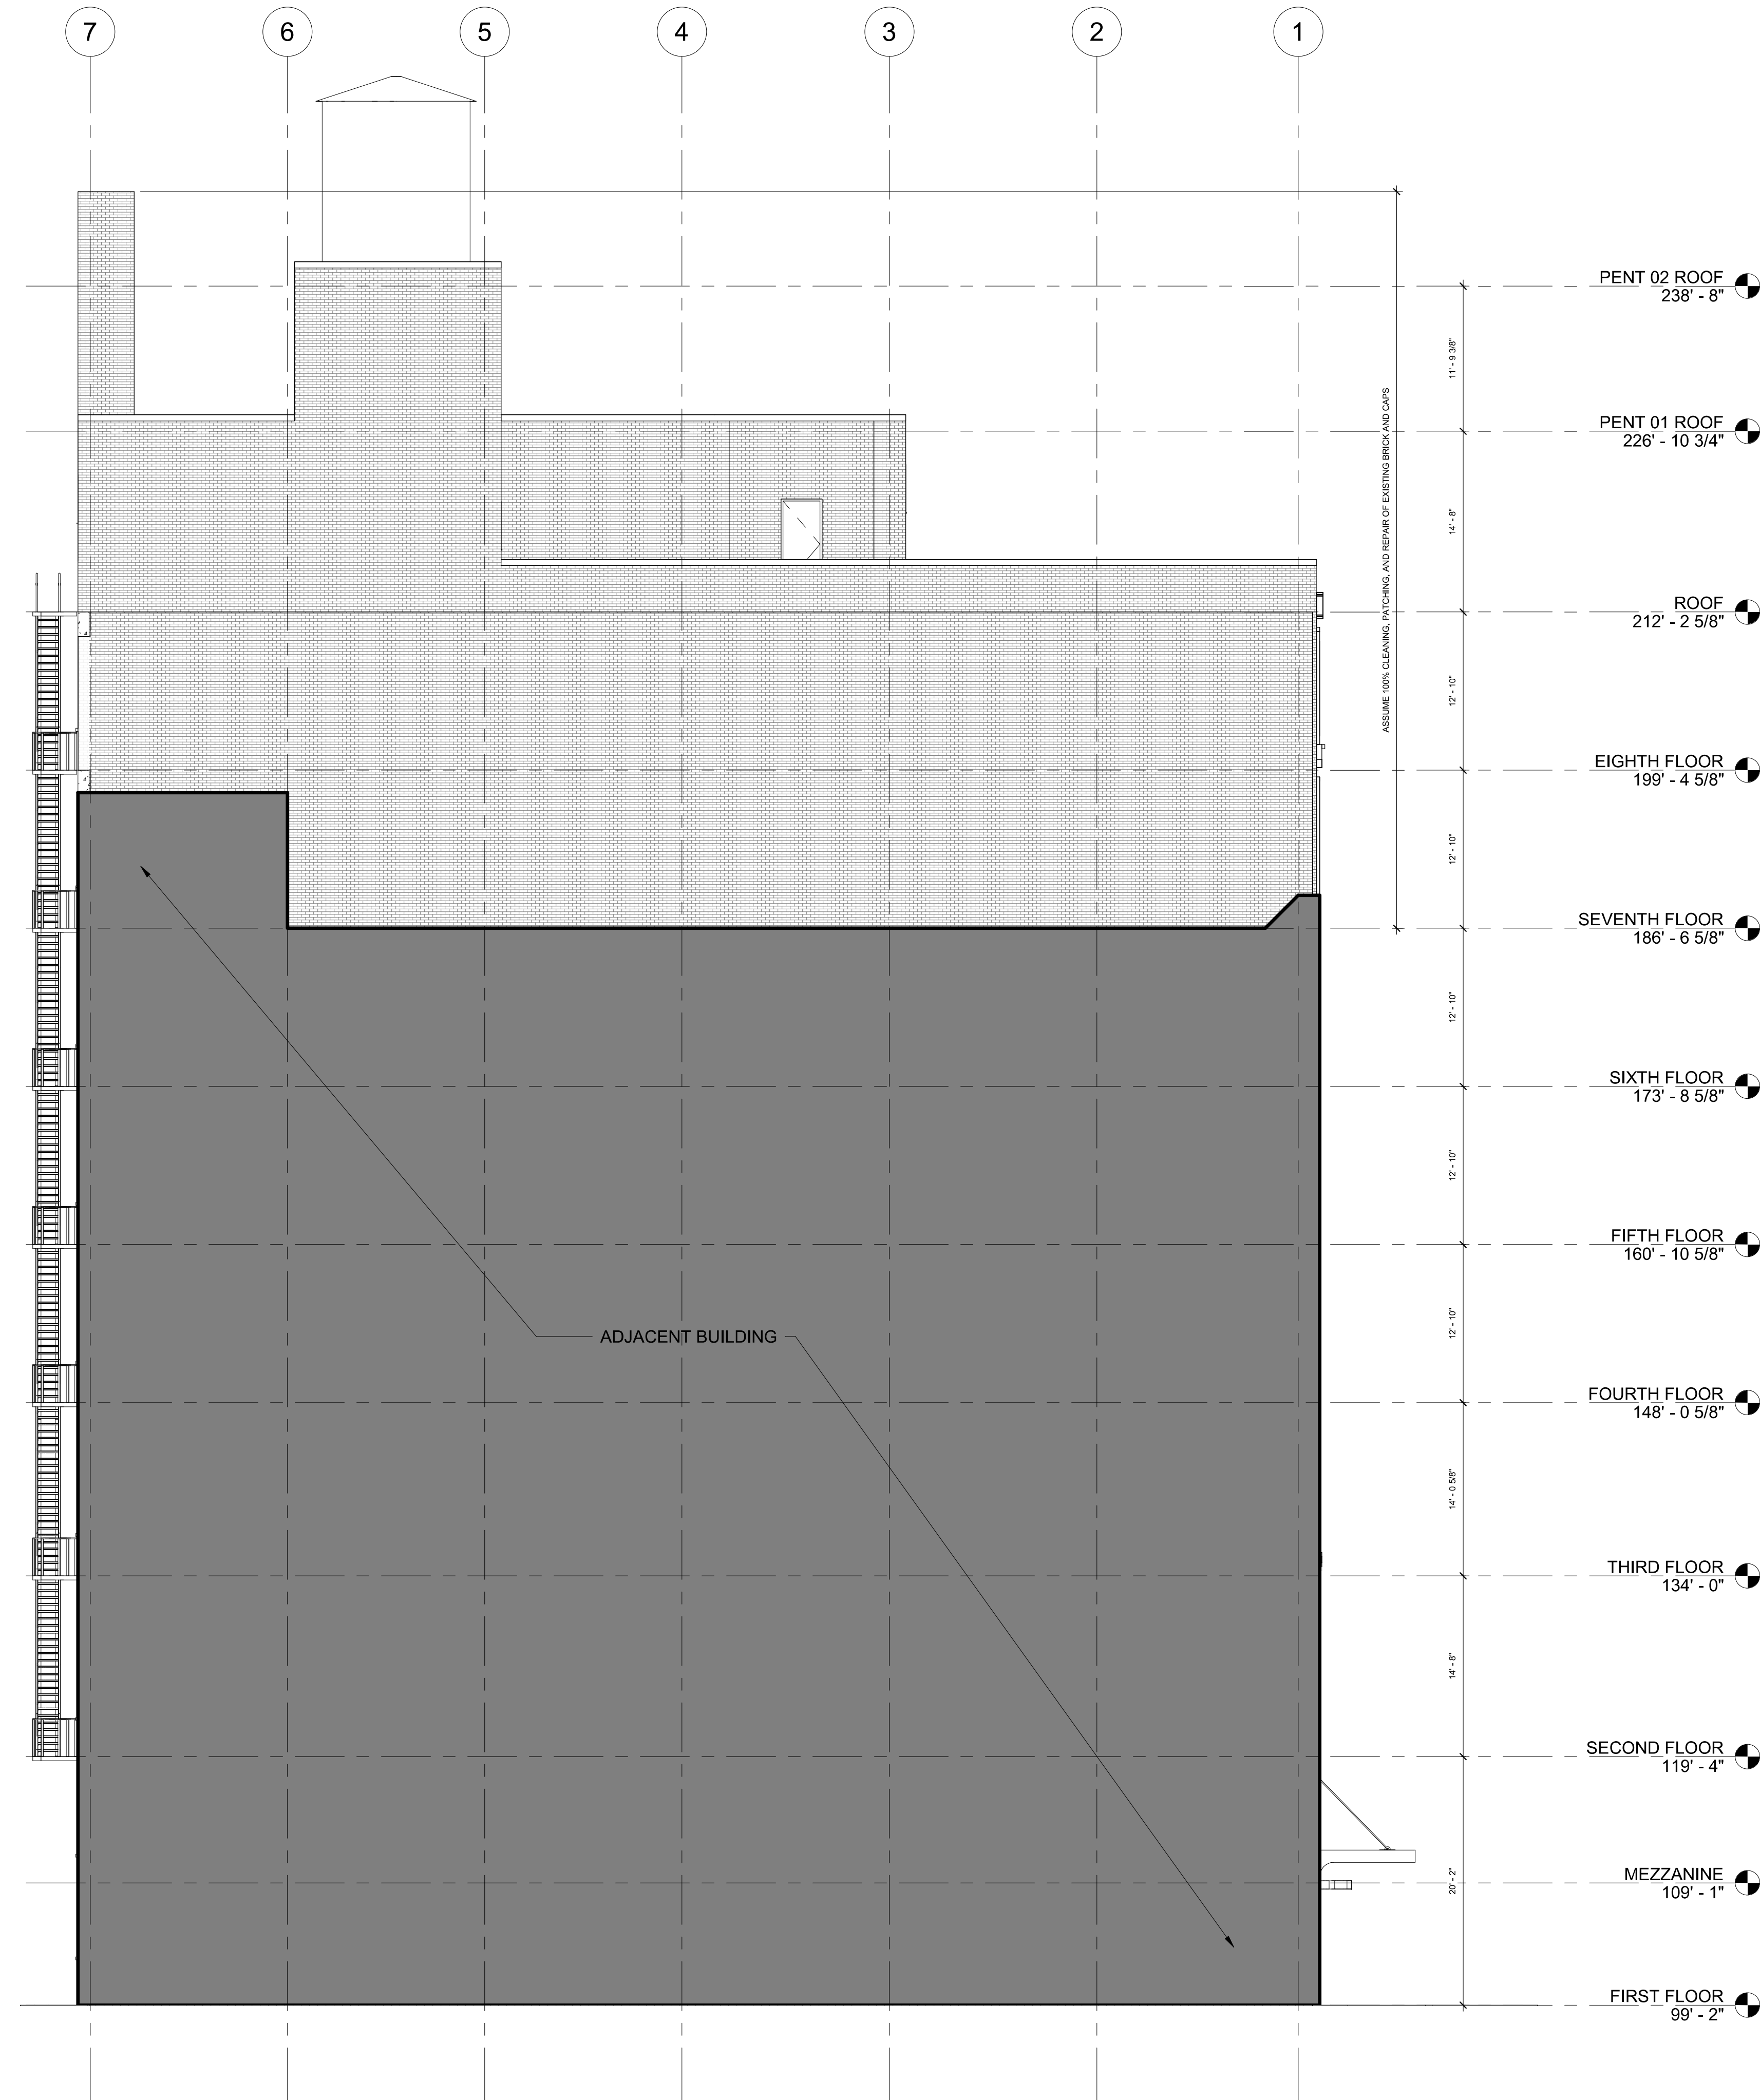 7
6
5
4
3
2
1
PENT 02 ROOF
238' - 8"
11' - 9 3/8"
PENT 01 ROOF
226' - 10 3/4"
ASSUME 100% CLEANING, PATCHING, AND REPAIR OF EXISTING BRICK AND CAPS
14' - 8"
ROOF
212' - 2 5/8"
12' - 10"
EIGHTH FLOOR
199' - 4 5/8"
12' - 10"
SEVENTH FLOOR
186' - 6 5/8"
12' - 10"
SIXTH FLOOR
173' - 8 5/8"
12' - 10"
FIFTH FLOOR
160' - 10 5/8"
12' - 10"
ADJACENT BUILDING
FOURTH FLOOR
148' - 0 5/8"
14' - 0 5/8"
THIRD FLOOR
134' - 0"
14' - 8"
SECOND FLOOR
119' - 4"
20' - 2"
MEZZANINE
109' - 1"
FIRST FLOOR
99' - 2"